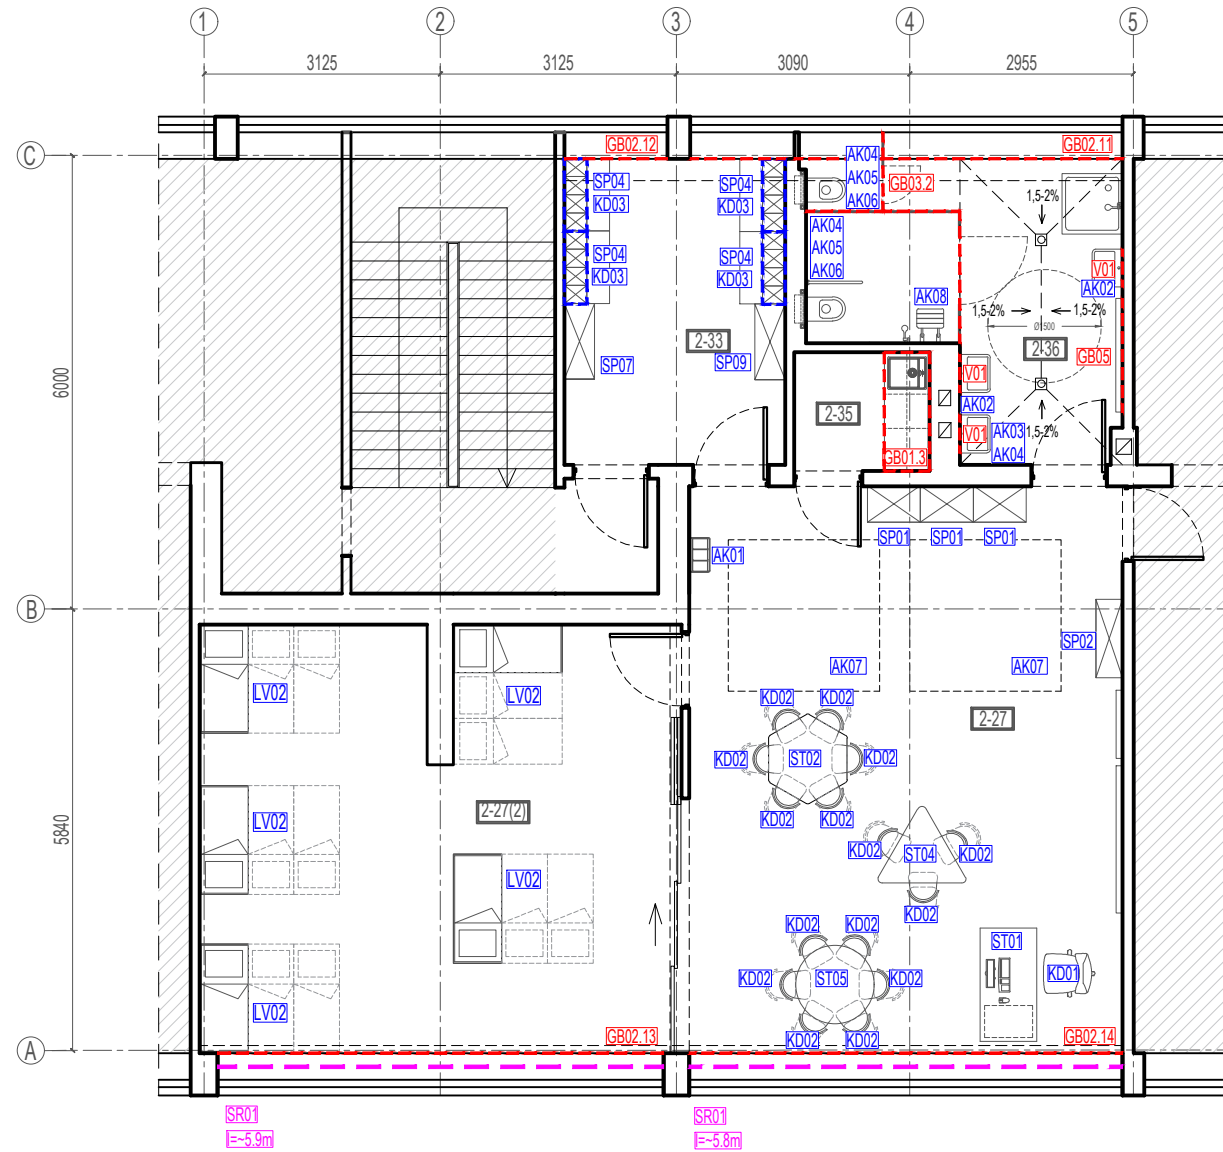 1
2
3
4
5
3125
3125
3090
2955
C
GB02.12
GB02.11
AK04
AK05
AK06
GB03.2
SP04
KD03
SP04
KD03
1,5-2%
AK04
AK05
AK06
SP04
KD03
SP04
KD03
V01
AK02
AK08
1,5-2%
1,5-2%
Ø1500
2-33
2-36
GB05
SP07
SP09
V01
6000
AK02
2-35
V01
AK03
AK04
1,5-2%
GB01.3
SP01
SP01
SP01
AK01
B
SP02
AK07
AK07
LV02
LV02
KD02
KD02
2-27
KD02
ST02
KD02
KD02
KD02
LV02
2-27(2)
5840
KD02
ST04
KD02
LV02
KD02
KD02
KD02
ST01
KD02
ST05
KD02
KD01
LV02
KD02
KD02
GB02.13
GB02.14
A
SR01
l=~5.9m
SR01
l=~5.8m